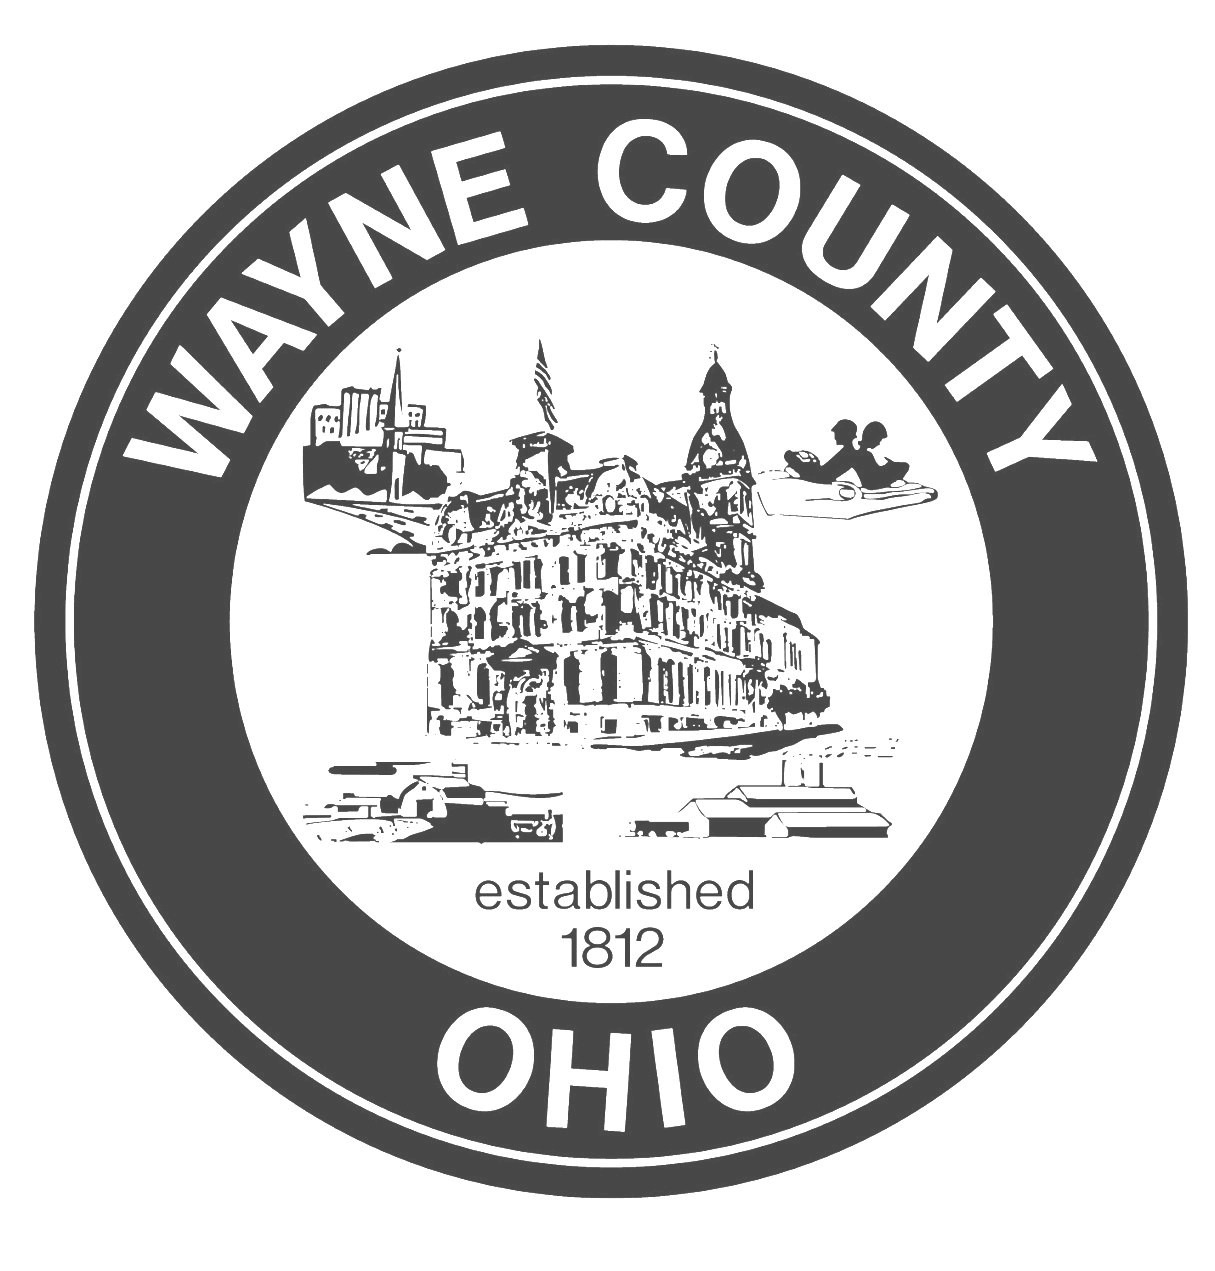 WAYNE COUNTY
established
1812
OHIO